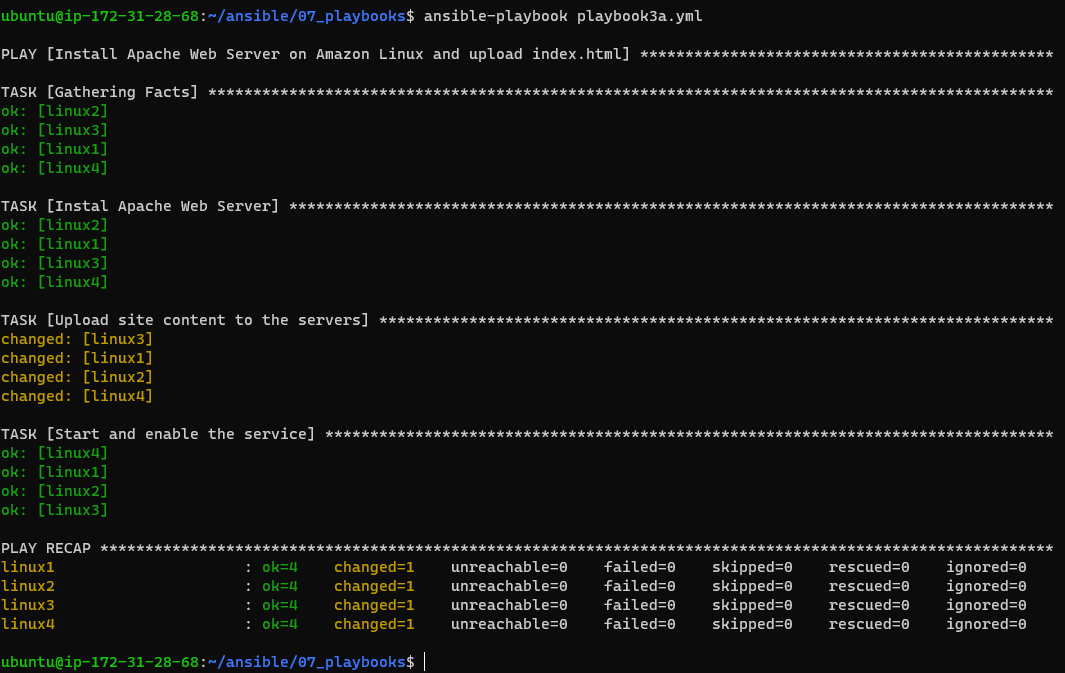 ubuntu@ip-172-31-28-68:~/ansible/07_playbooks$ ansible-playbook playbook3a.yml
PLAY [Install Apache Web Server on Amazon Linux and upload index.html] **********************************************
TASK [Gathering Facts] **********************************************************************************************
ok: [linux2]
ok: [linux3]
ok: [linux1]
ok: [linux4]
TASK [Instal Apache Web Server] *************************************************************************************
ok: [linux2]
ok: [linux1]
ok: [linux3]
ok: [linux4]
TASK [Upload site content to the servers] ***************************************************************************
changed: [linux3]
changed: [linux1]
changed: [linux2]
changed: [linux4]
TASK [Start and enable the service] *********************************************************************************
ok: [linux4]
ok: [linux1]
ok: [linux2]
ok: [linux3]
PLAY RECAP **********************************************************************************************************
linux1                     : ok=4    changed=1    unreachable=0    failed=0    skipped=0    rescued=0    ignored=0
linux2                     : ok=4    changed=1    unreachable=0    failed=0    skipped=0    rescued=0    ignored=0
linux3                     : ok=4    changed=1    unreachable=0    failed=0    skipped=0    rescued=0    ignored=0
linux4                     : ok=4    changed=1    unreachable=0    failed=0    skipped=0    rescued=0    ignored=0
ubuntu@ip-172-31-28-68:~/ansible/07_playbooks$